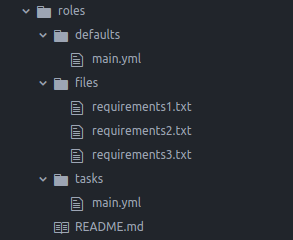 roles
defaults
main.yml
files
requirements1.txt
requirements2.txt
requirements3.txt
tasks
main.yml
README.md